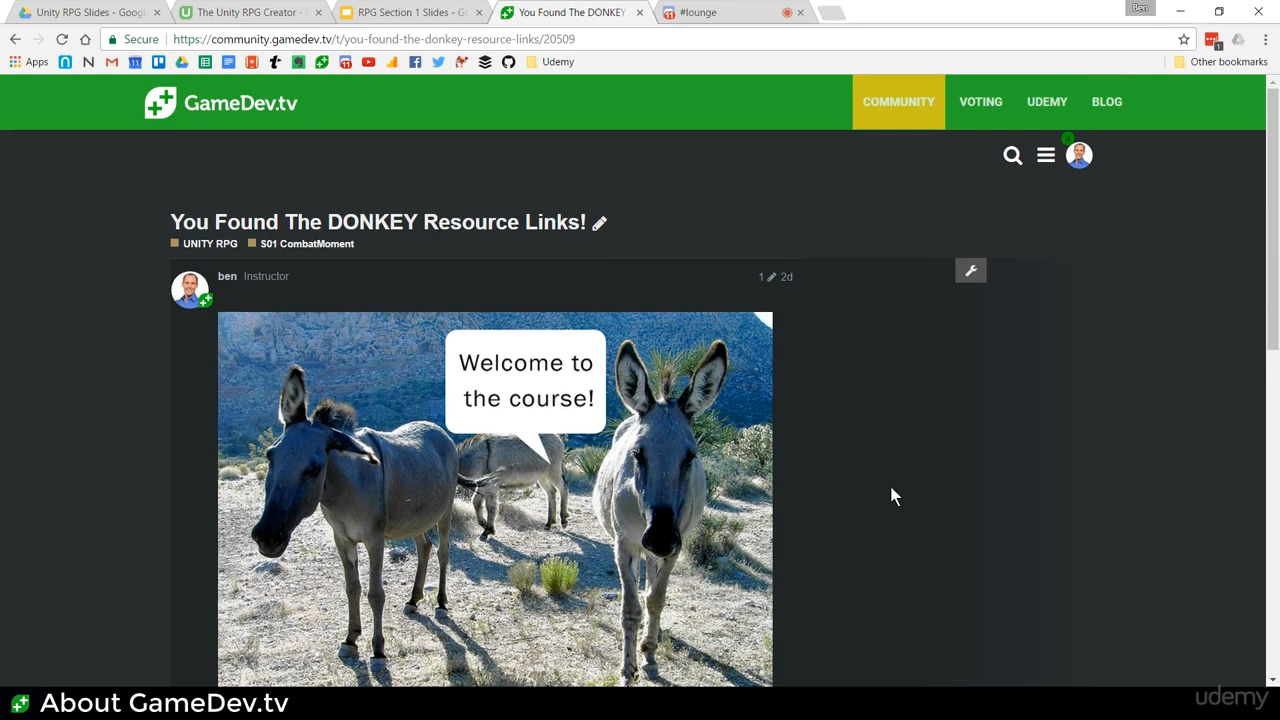 Unity RPG Slides - Googl
The Unity RPG Creator -
RPG Section 1 Slides - Go
You Found The DONKEY
#lounge
Ben
Secure
https://community.gamedev.tv/t/you-found-the-donkey-resource-links/20509
Apps
Udemy
Other bookmarks
GameDev.tv
COMMUNITY
VOTING
UDEMY
BLOG
You Found The DONKEY Resource Links!
UNITY RPG
S01 CombatMoment
ben Instructor
1
2d
Welcome to
the course!
About GameDev.tv
udemy